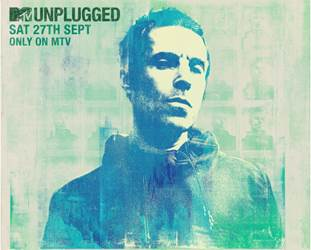 MTV UNPLUGGED
SAT 27TH SEPT
ONLY ON MTV